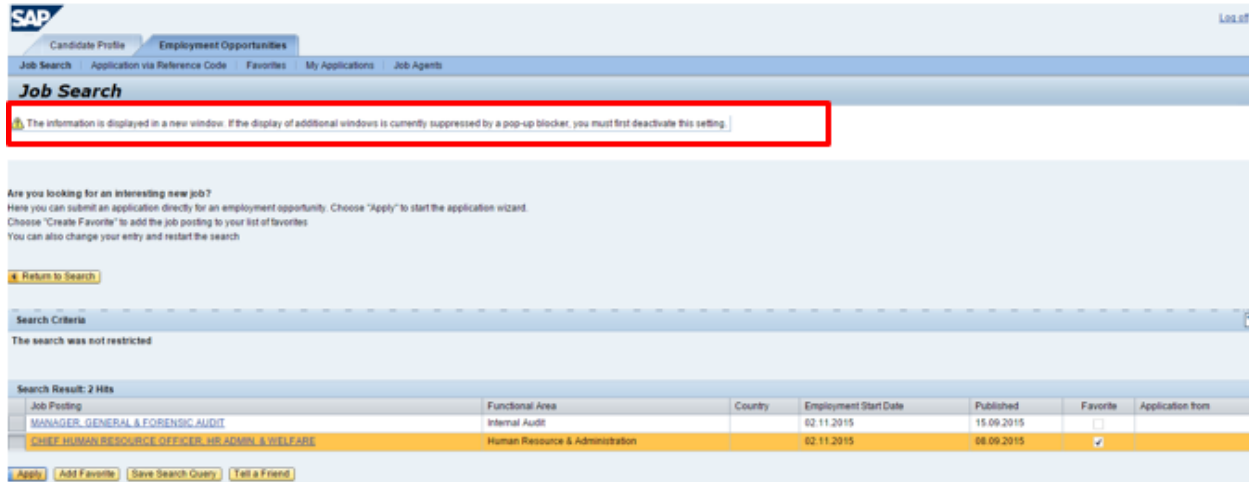 SAP
Log off
Candidate Profile Employment Opportunities
Job Search Application via Reference Code Favorites My Applications Job Agents
Job Search
The information is displayed in a new window. If the display of additional windows is currently suppressed by a pop-up blocker, you must first deactivate this setting.
Are you looking for an interesting new job?
Here you can submit an application directly for an employment opportunity. Choose "Apply" to start the application wizard.
Choose "Create Favorite" to add the job posting to your list of favorites
You can also change your entry and restart the search
Return to Search
Search Criteria
The search was not restricted
Search Result: 2 Hits
Job Posting Functional Area Country Employment Start Date Published Favorite Application from
MANAGER, GENERAL & FORENSIC AUDIT Internal Audit 02.11.2015 15.09.2015
CHIEF HUMAN RESOURCE OFFICER, HR ADMIN. & WELFARE Human Resource & Administration 02.11.2015 08.09.2015
Apply Add Favorite Save Search Query Tell a Friend